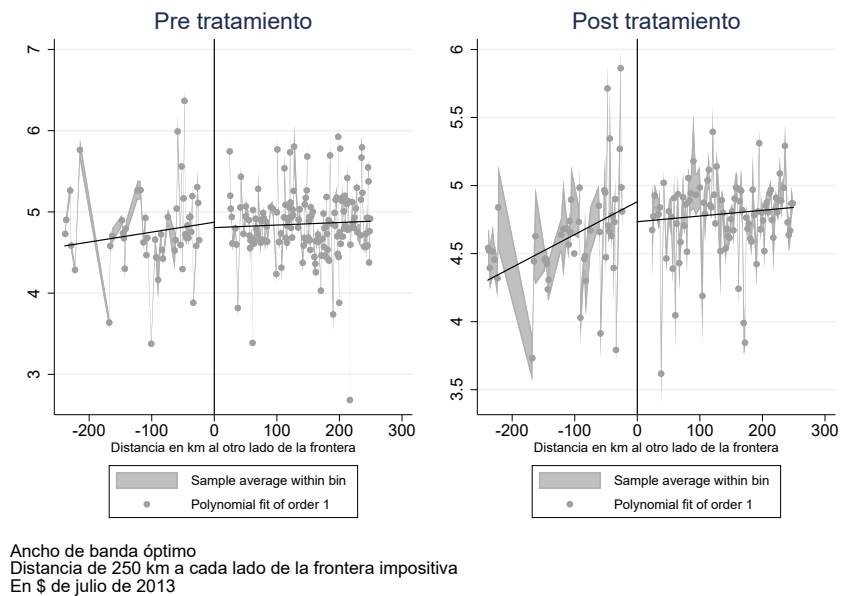 Pre tratamiento
7
6
5
4
3
-200 -100 0 100 200 300
Distancia en km al otro lado de la frontera
Sample average within bin
Polynomial fit of order 1
Post tratamiento
6
5.5
5
4.5
4
3.5
-200 -100 0 100 200 300
Distancia en km al otro lado de la frontera
Sample average within bin
Polynomial fit of order 1
Ancho de banda óptimo
Distancia de 250 km a cada lado de la frontera impositiva
En $ de julio de 2013